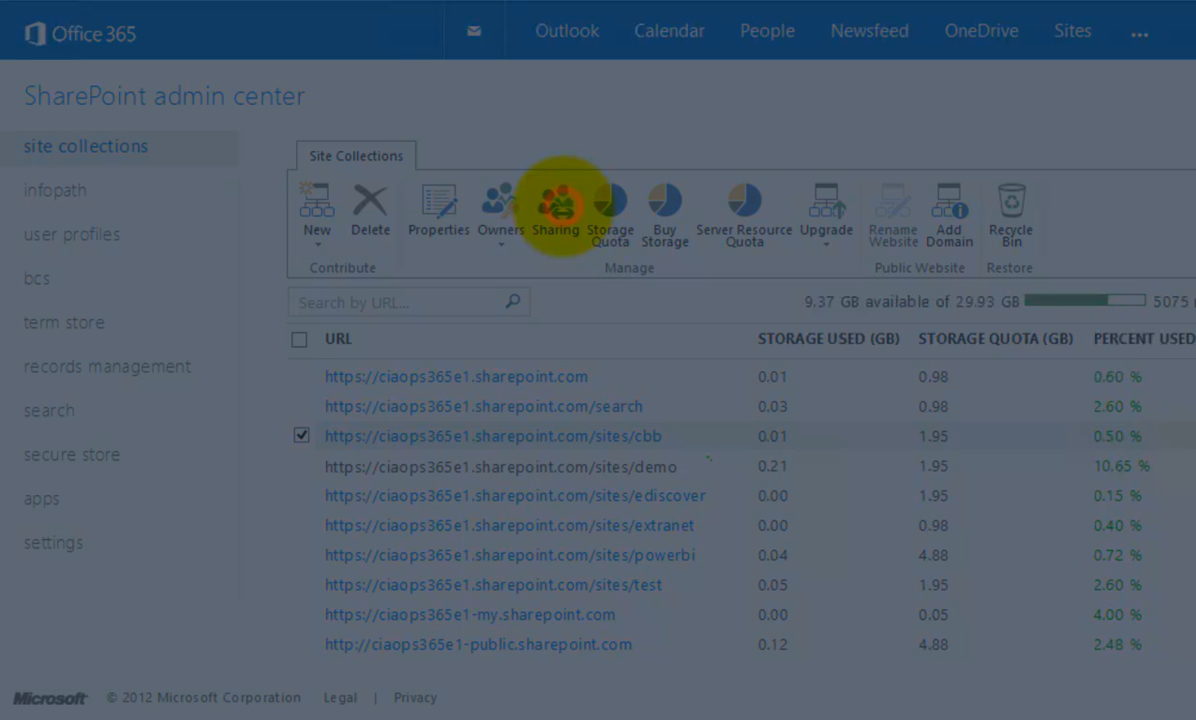 Office 365 Outlook Calendar People Newsfeed OneDrive Sites ...
SharePoint admin center
site collections
infopath
user profiles
bcs
term store
records management
search
secure store
apps
settings
Site Collections
New Delete Properties Owners Sharing Storage Quota Buy Storage Server Resource Quota Upgrade Rename Website Add Domain Recycle Bin
Contribute Manage Public Website Restore
Search by URL... 9.37 GB available of 29.93 GB 5075
URL STORAGE USED (GB) STORAGE QUOTA (GB) PERCENT USED
https://ciaops365e1.sharepoint.com 0.01 0.98 0.60 %
https://ciaops365e1.sharepoint.com/search 0.03 0.98 2.60 %
https://ciaops365e1.sharepoint.com/sites/cbb 0.01 1.95 0.50 %
https://ciaops365e1.sharepoint.com/sites/demo 0.21 1.95 10.65 %
https://ciaops365e1.sharepoint.com/sites/ediscover 0.00 1.95 0.15 %
https://ciaops365e1.sharepoint.com/sites/extranet 0.00 0.98 0.40 %
https://ciaops365e1.sharepoint.com/sites/powerbi 0.04 4.88 0.72 %
https://ciaops365e1.sharepoint.com/sites/test 0.05 1.95 2.60 %
https://ciaops365e1-my.sharepoint.com 0.00 0.05 4.00 %
http://ciaops365e1-public.sharepoint.com 0.12 4.88 2.48 %
Microsoft © 2012 Microsoft Corporation Legal | Privacy